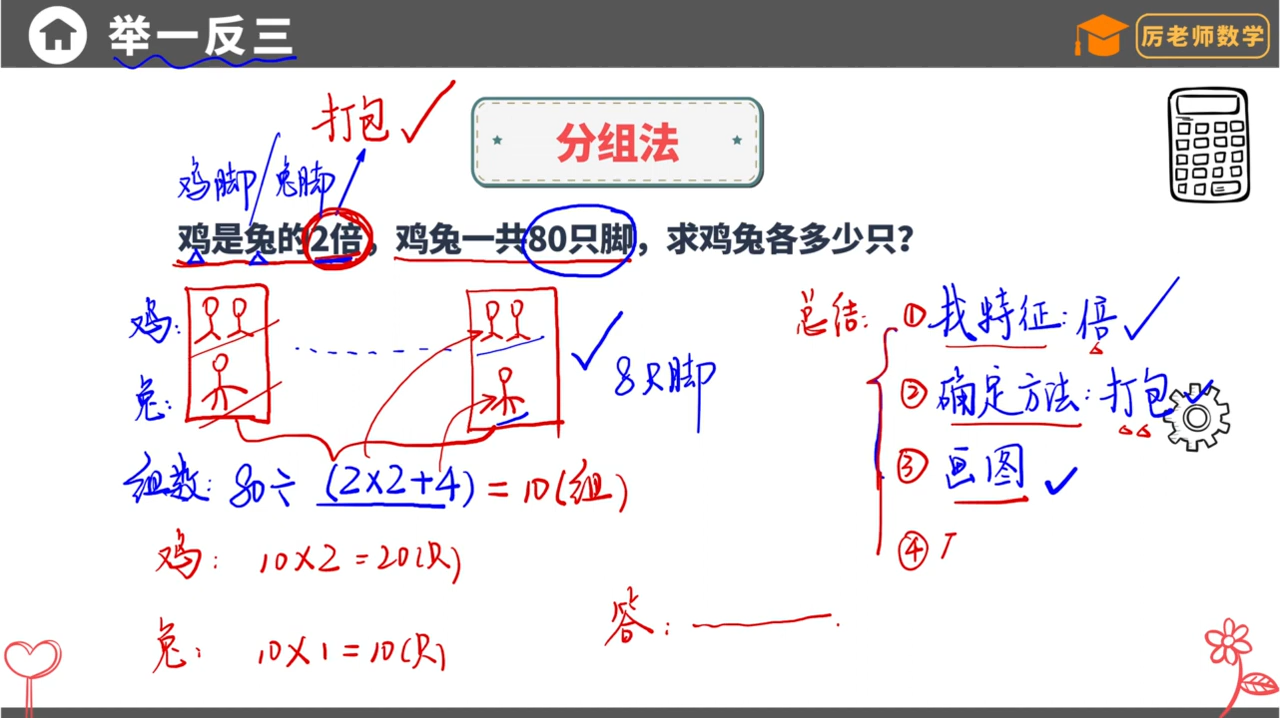 举一反三
厉老师数学
打包
分组法
鸡脚/兔脚
鸡是兔的2倍，鸡兔一共80只脚，求鸡兔各多少只？
鸡：
兔：
8只脚
组数：80÷(2×2+4)=10(组)
鸡：10×2=20(只)
兔：10×1=10(只)
答：
总结：
①找特征：倍
②确定方法：打包
③画图
④